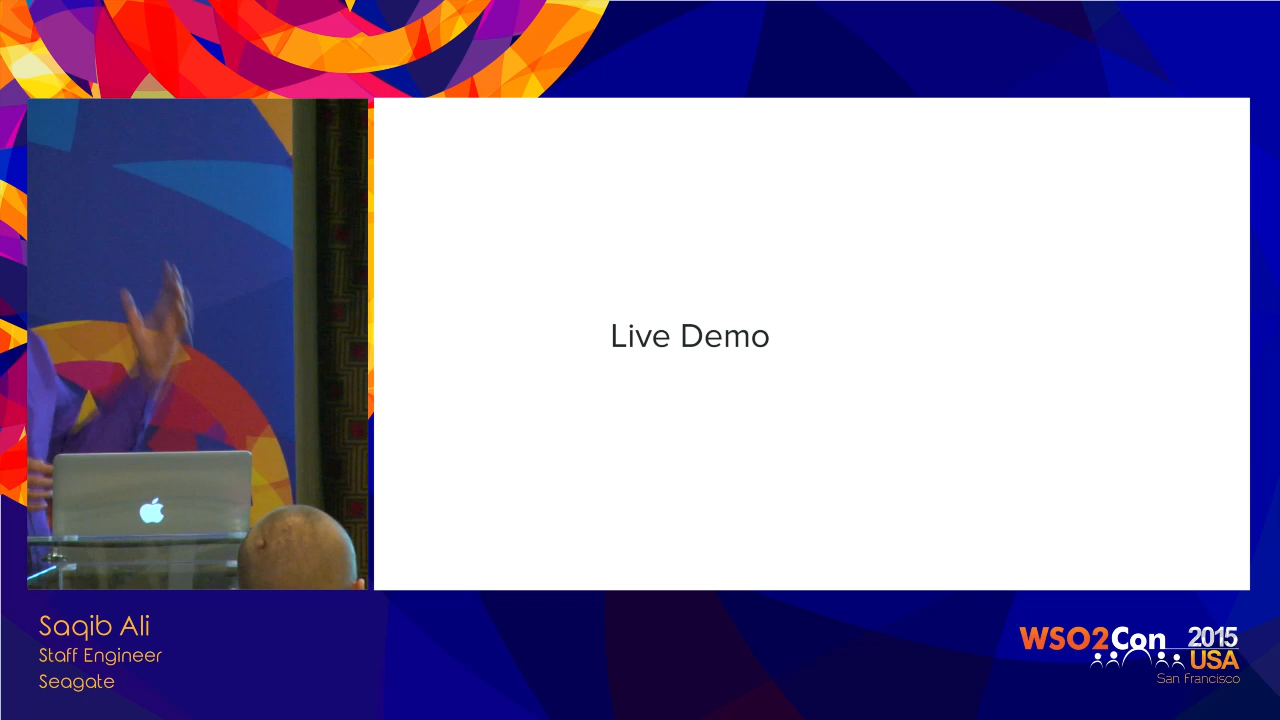 Live Demo
Saqib Ali
Staff Engineer
Seagate
WSO2Con 2015
USA
San Francisco